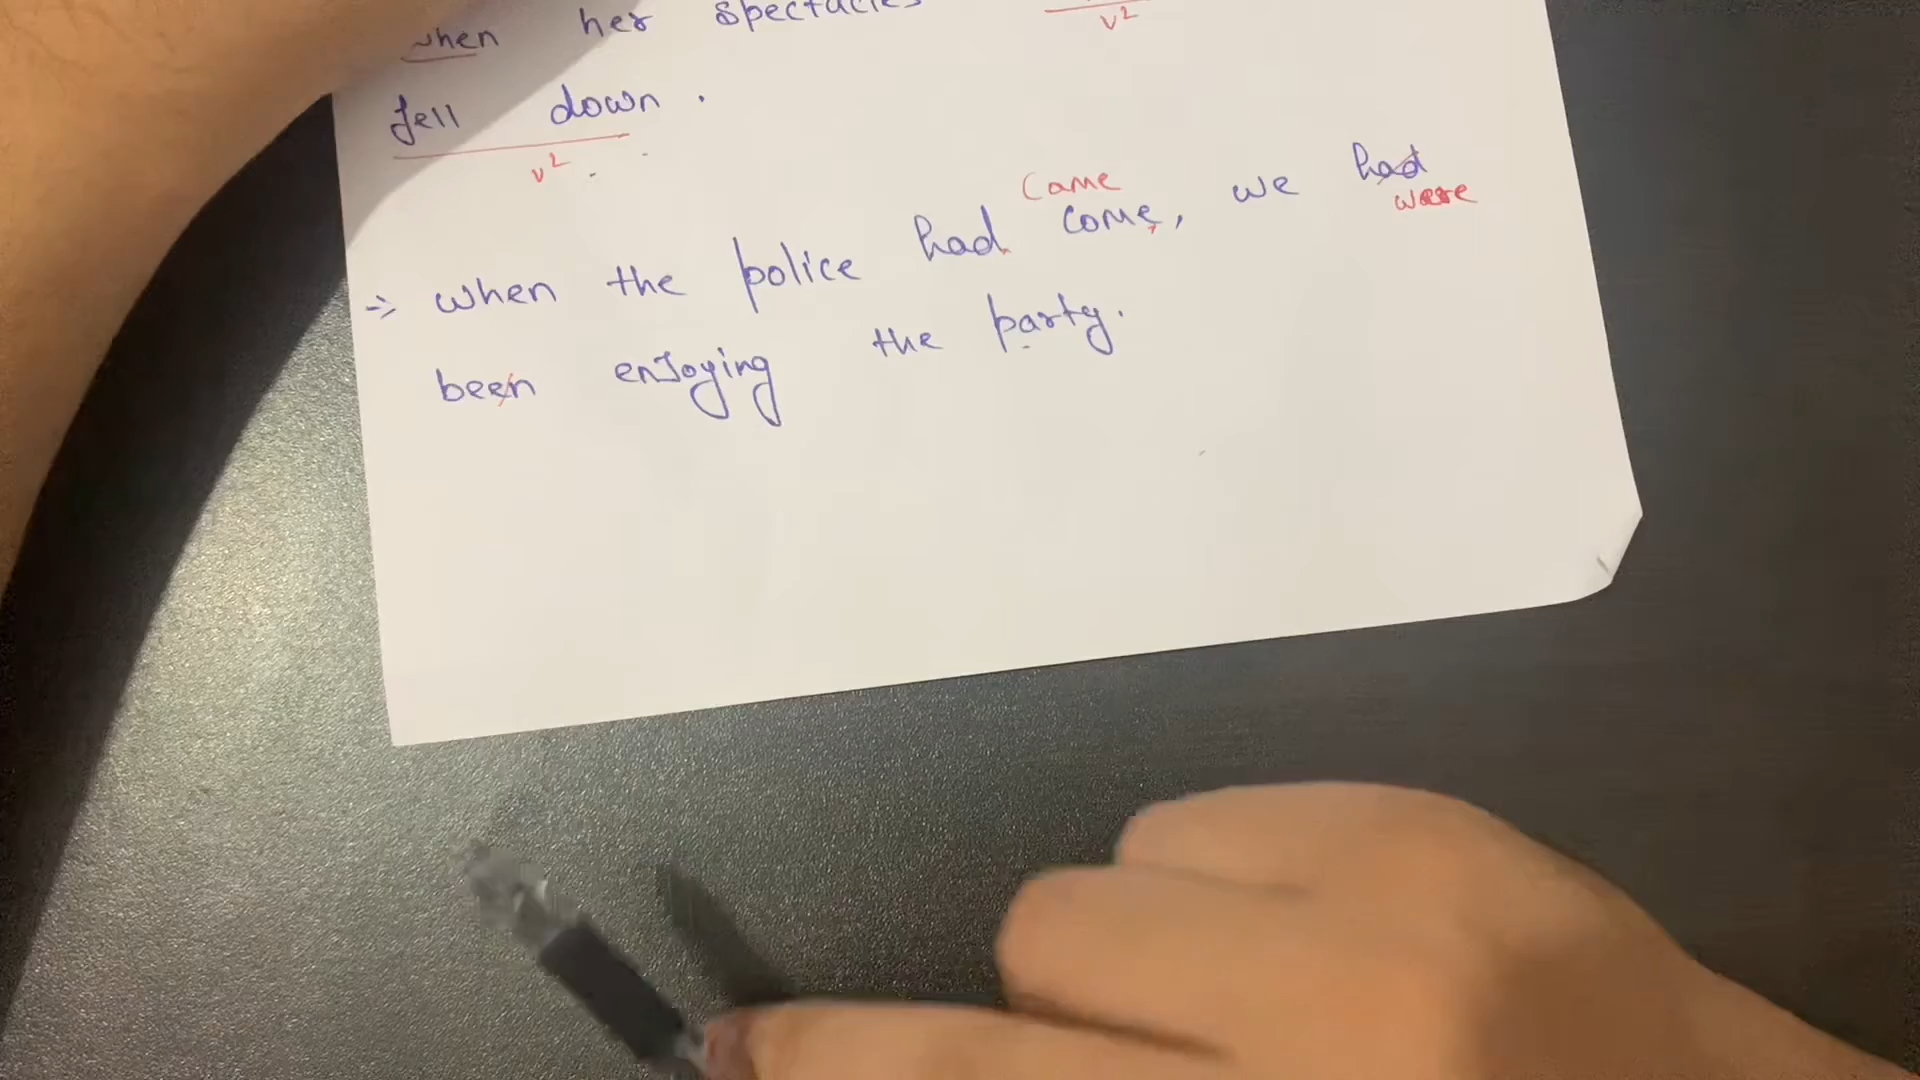 when her spectacles
v2
fell down.
v2
came
=> when the police had come, we had
were
been enjoying the party.